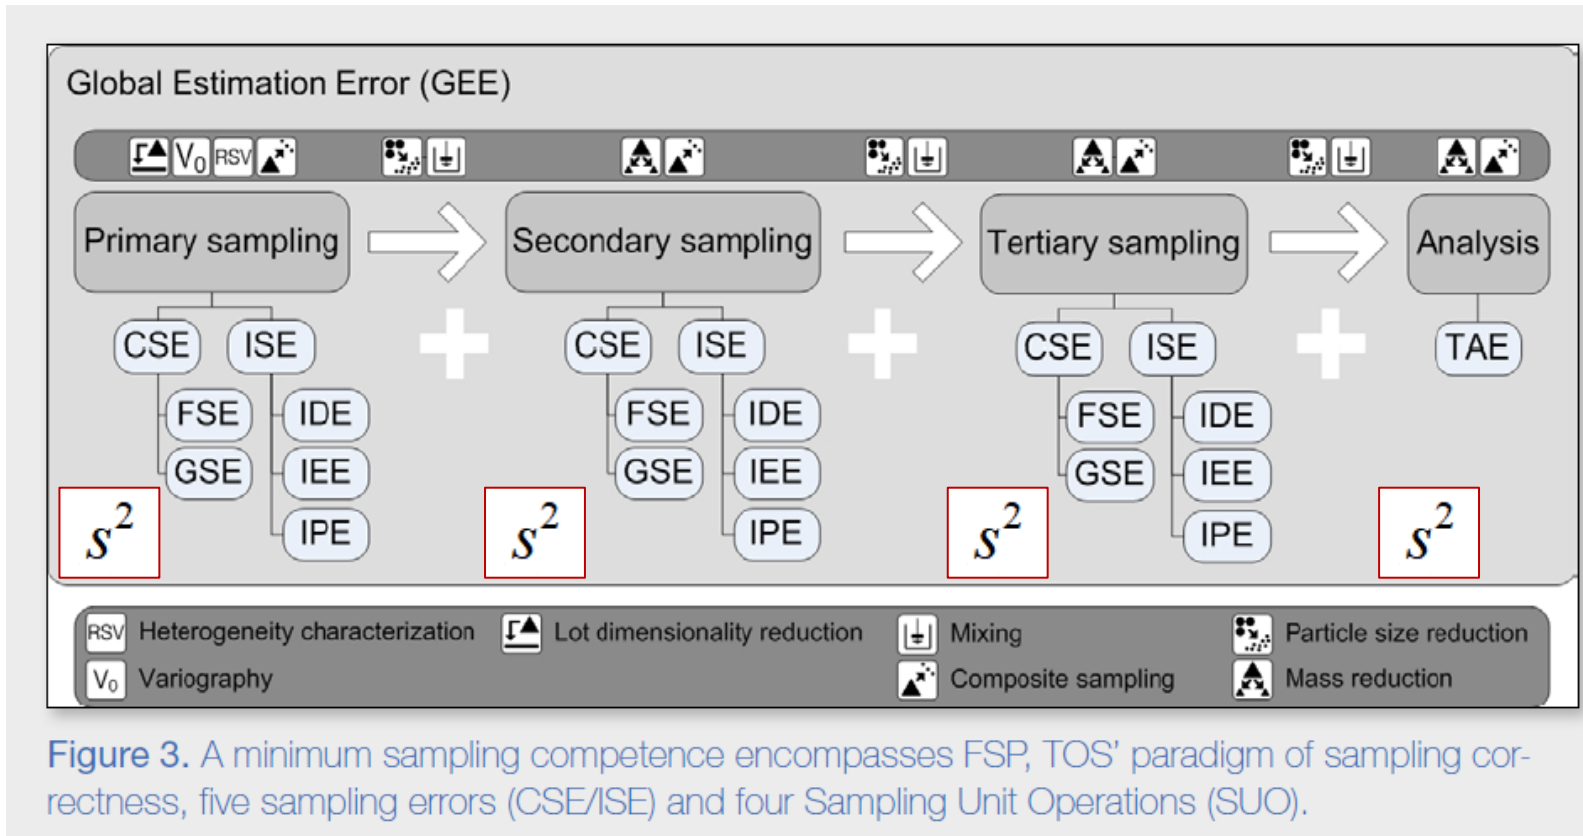 Global Estimation Error (GEE)
V₀ RSV
Primary sampling
Secondary sampling
Tertiary sampling
Analysis
CSE ISE
CSE ISE
CSE ISE
TAE
FSE IDE
FSE IDE
FSE IDE
GSE IEE
GSE IEE
GSE IEE
IPE
IPE
IPE
s²
s²
s²
s²
RSV Heterogeneity characterization
Lot dimensionality reduction
Mixing
Particle size reduction
V₀ Variography
Composite sampling
Mass reduction
Figure 3. A minimum sampling competence encompasses FSP, TOS’ paradigm of sampling cor-
rectness, five sampling errors (CSE/ISE) and four Sampling Unit Operations (SUO).